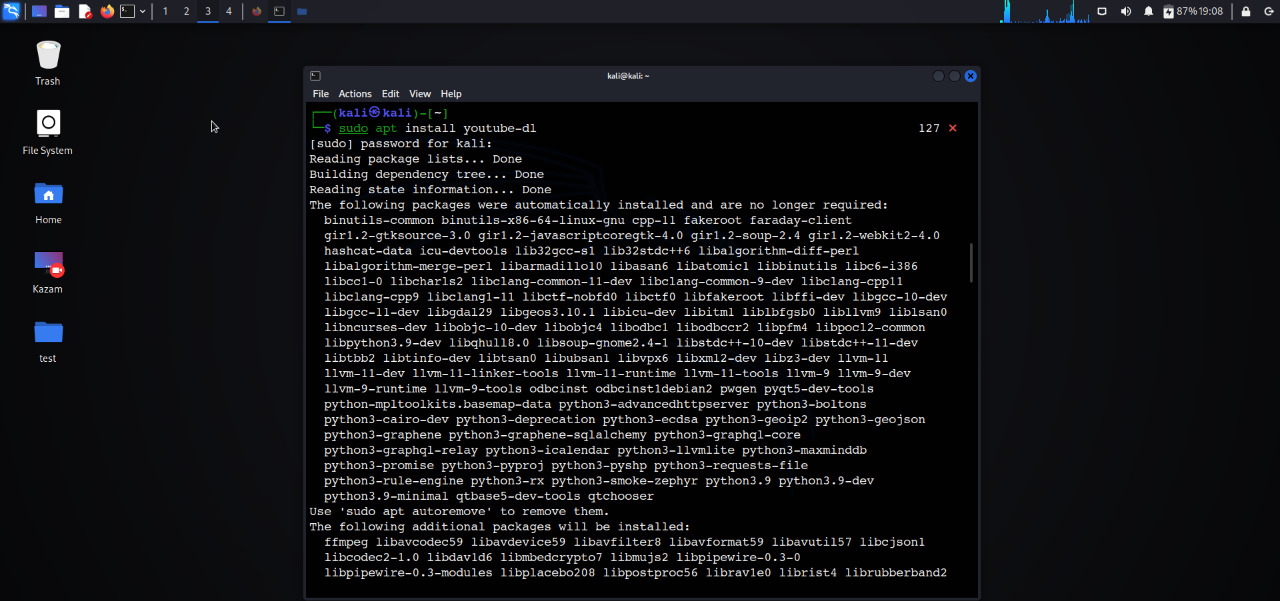 1 2 3 4
87% 19:08
Trash
File System
Home
Kazam
test
kali@kali: ~
File Actions Edit View Help
┌──(kali㉿kali)-[~]
└─$ sudo apt install youtube-dl 127 ⨯
[sudo] password for kali:
Reading package lists... Done
Building dependency tree... Done
Reading state information... Done
The following packages were automatically installed and are no longer required:
binutils-common binutils-x86-64-linux-gnu cpp-11 fakeroot faraday-client
gir1.2-gtksource-3.0 gir1.2-javascriptcoregtk-4.0 gir1.2-soup-2.4 gir1.2-webkit2-4.0
hashcat-data icu-devtools lib32gcc-s1 lib32stdc++6 libalgorithm-diff-perl
libalgorithm-merge-perl libarmadillo10 libasan6 libatomic1 libbinutils libc6-i386
libcc1-0 libcharls2 libclang-common-11-dev libclang-common-9-dev libclang-cpp11
libclang-cpp9 libclang1-11 libctf-nobfd0 libctf0 libfakeroot libffi-dev libgcc-10-dev
libgcc-11-dev libgdal29 libgeos3.10.1 libicu-dev libitm1 liblbfgsb0 libllvm9 liblsan0
libncurses-dev libobjc-10-dev libobjc4 libodbc1 libodbccr2 libpfm4 libpocl2-common
libpython3.9-dev libqhull8.0 libsoup-gnome2.4-1 libstdc++-10-dev libstdc++-11-dev
libtbb2 libtinfo-dev libtsan0 libubsan1 libvpx6 libxml2-dev libz3-dev llvm-11
llvm-11-dev llvm-11-linker-tools llvm-11-runtime llvm-11-tools llvm-9 llvm-9-dev
llvm-9-runtime llvm-9-tools odbcinst odbcinst1debian2 pwgen pyqt5-dev-tools
python-mpltoolkits.basemap-data python3-advancedhttpserver python3-boltons
python3-cairo-dev python3-deprecation python3-ecdsa python3-geoip2 python3-geojson
python3-graphene python3-graphene-sqlalchemy python3-graphql-core
python3-graphql-relay python3-icalendar python3-llvmlite python3-maxminddb
python3-promise python3-pyproj python3-pyshp python3-requests-file
python3-rule-engine python3-rx python3-smoke-zephyr python3.9 python3.9-dev
python3.9-minimal qtbase5-dev-tools qtchooser
Use 'sudo apt autoremove' to remove them.
The following additional packages will be installed:
ffmpeg libavcodec59 libavdevice59 libavfilter8 libavformat59 libavutil57 libcjson1
libcodec2-1.0 libdav1d6 libmbedcrypto7 libmujs2 libpipewire-0.3-0
libpipewire-0.3-modules libplacebo208 libpostproc56 librav1e0 librist4 librubberband2